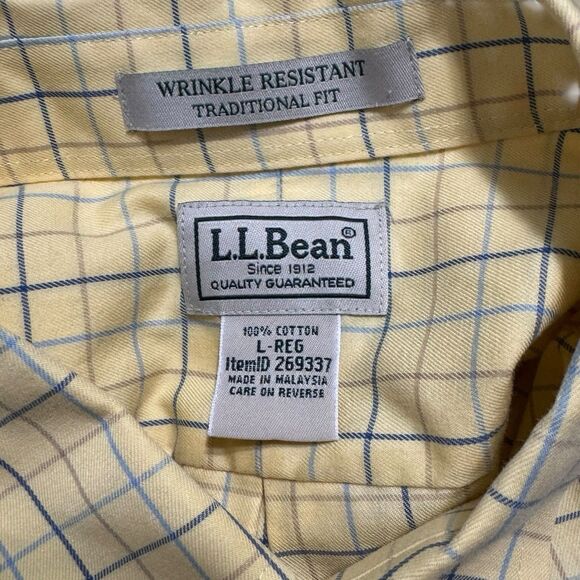 WRINKLE RESISTANT
TRADITIONAL FIT
L.L.Bean®
Since 1912
QUALITY GUARANTEED
100% COTTON
L-REG
ItemID 269337
MADE IN MALAYSIA
CARE ON REVERSE